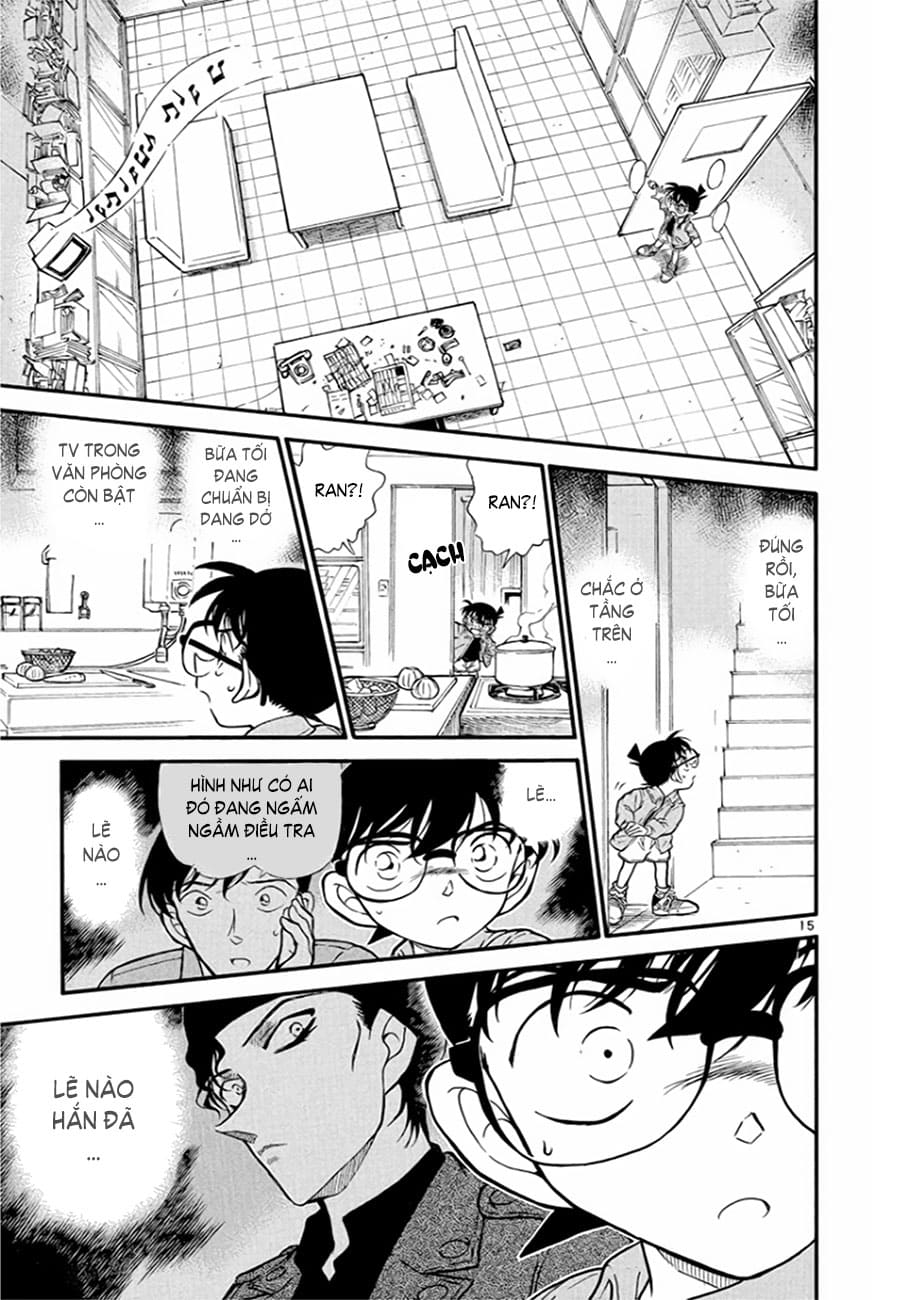 ĐÚNG
RỒI,
BỮA
TỐI
...
CHẮC Ở
TẦNG
TRÊN
...
RAN?!
CẠCH
RAN?!
BỮA TỐI
ĐANG
CHUẨN BỊ
DANG DỞ
...
TV TRONG
VĂN PHÒNG
CÒN BẬT
...
15
LẼ...
HÌNH NHƯ CÓ AI
ĐÓ ĐANG NGẤM
NGẦM ĐIỀU TRA
...
LẼ
NÀO
...
LẼ NÀO
HẮN ĐÃ
...